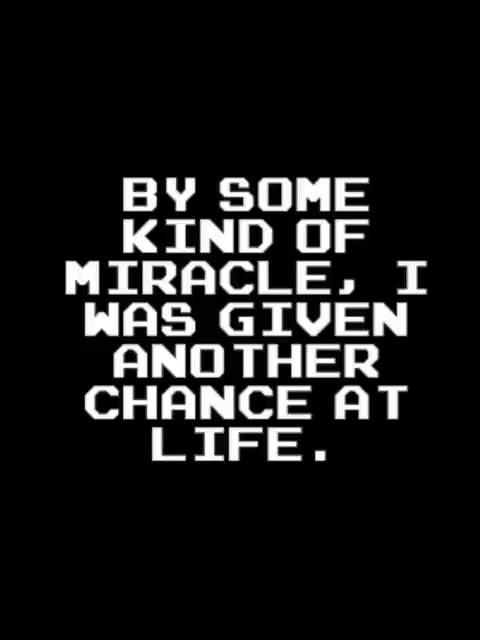 BY SOME
KIND OF
MIRACLE, I
WAS GIVEN
ANOTHER
CHANCE AT
LIFE.